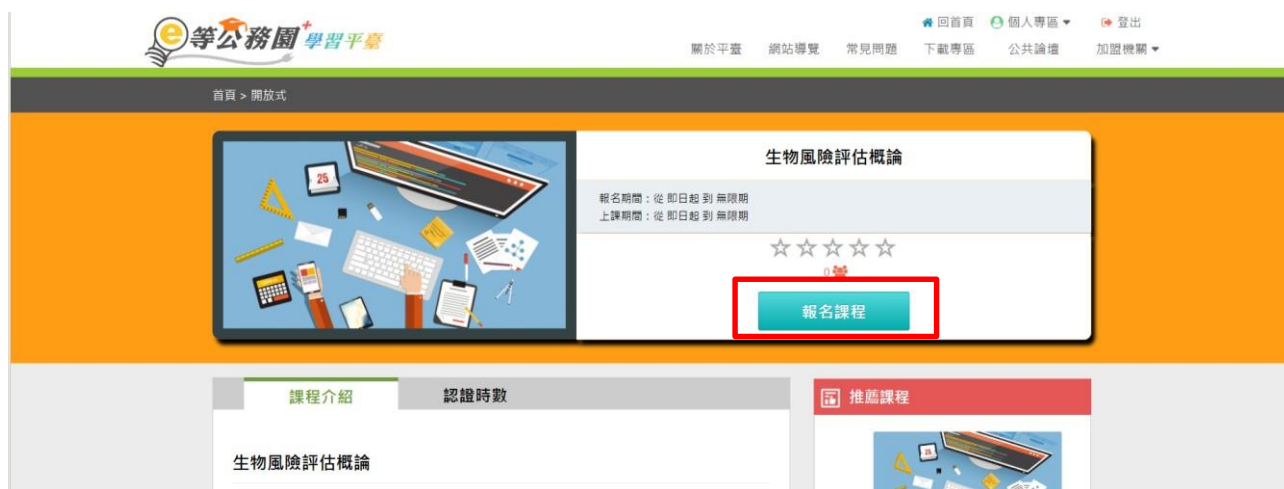 回首頁 個人專區 登出
e等公務園+學習平臺
關於平臺 網站導覽 常見問題 下載專區 公共論壇 加盟機關
首頁 > 開放式
25
生物風險評估概論
報名期間：從 即日起 到 無限期
上課期間：從 即日起 到 無限期
0
報名課程
課程介紹 認證時數
推薦課程
生物風險評估概論
25